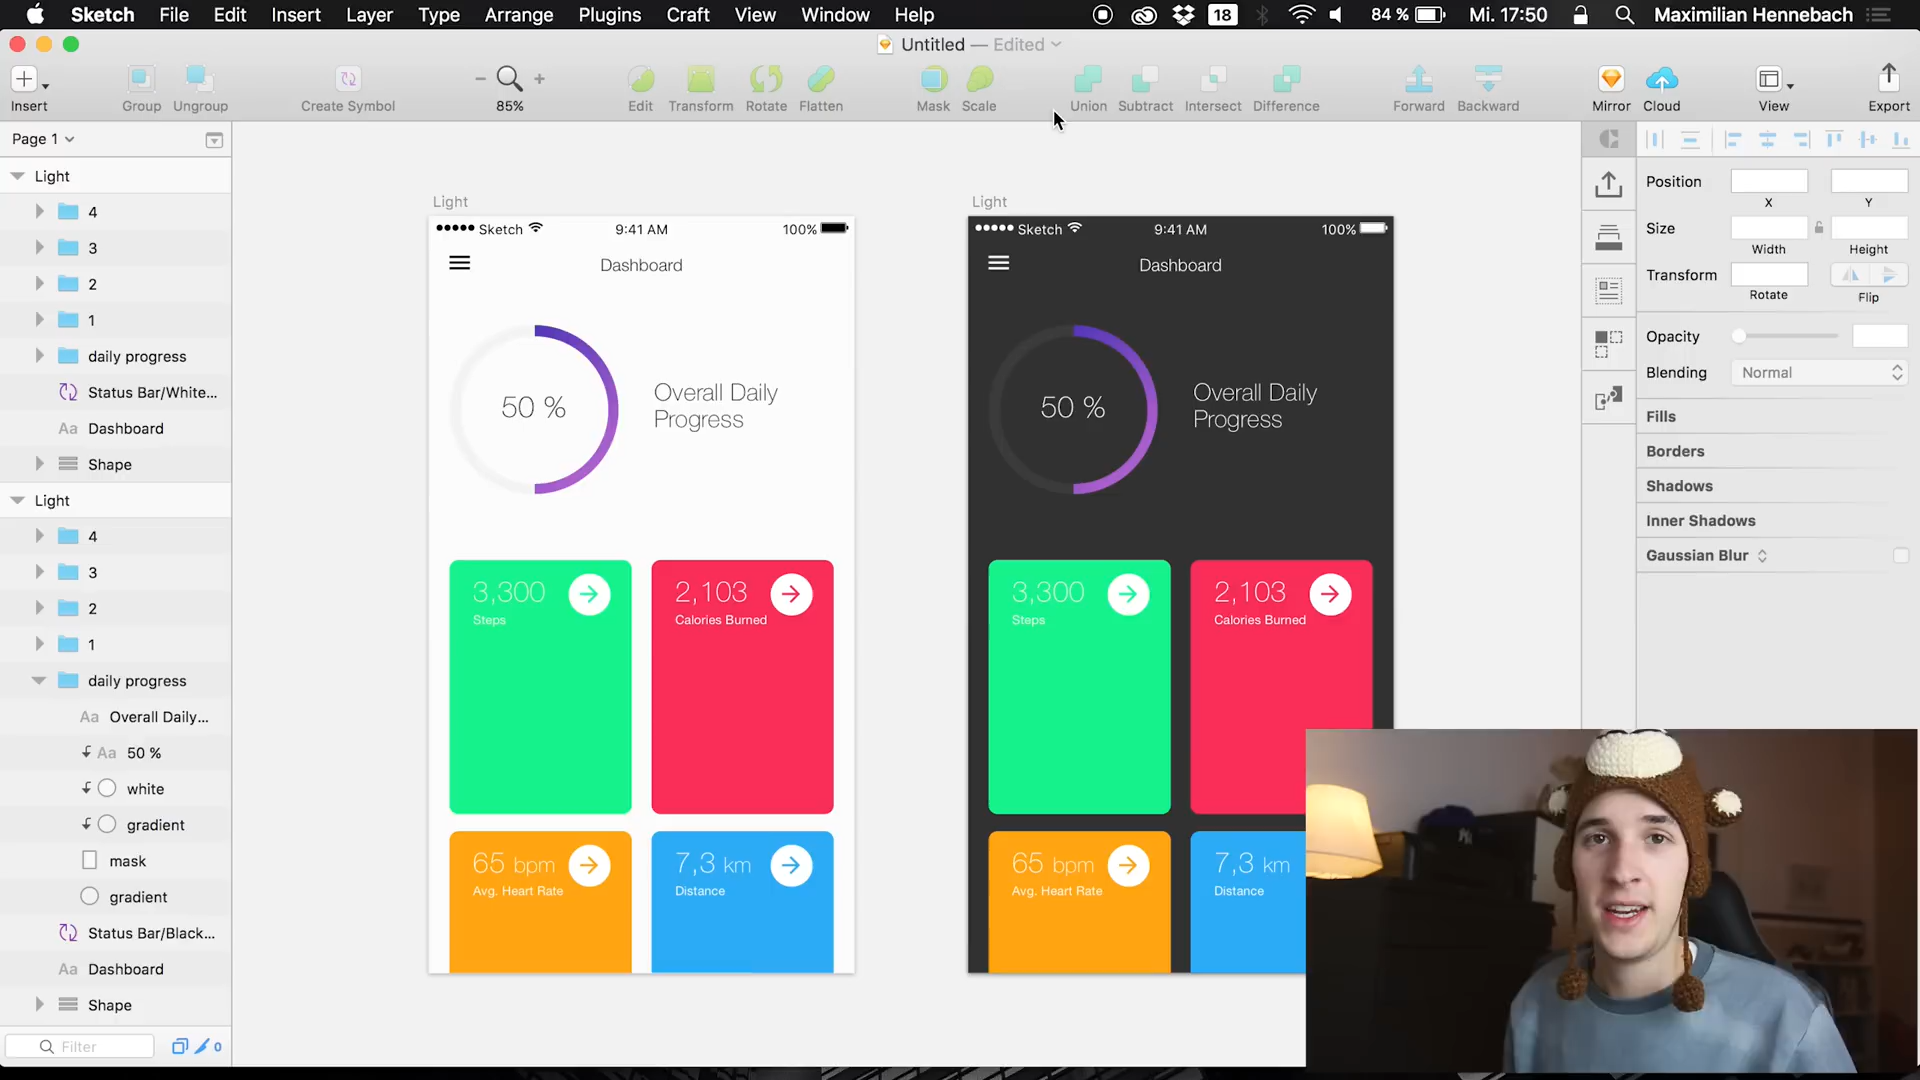 Sketch File Edit Insert Layer Type Arrange Plugins Craft View Window Help 18 84 % Mi. 17:50 Maximilian Hennebach
Untitled — Edited
Insert Group Ungroup Create Symbol 85% Edit Transform Rotate Flatten Mask Scale Union Subtract Intersect Difference Forward Backward Mirror Cloud View Export
Page 1
Light
4
3
2
1
daily progress
Status Bar/White...
Aa Dashboard
Shape
Light
4
3
2
1
daily progress
Aa Overall Daily...
Aa 50 %
white
gradient
mask
gradient
Status Bar/Black...
Aa Dashboard
Shape
Filter 0
Light
Sketch 9:41 AM 100%
Dashboard
50 %
Overall Daily
Progress
3,300
Steps
2,103
Calories Burned
65 bpm
Avg. Heart Rate
7,3 km
Distance
Light
Sketch 9:41 AM 100%
Dashboard
50 %
Overall Daily
Progress
3,300
Steps
2,103
Calories Burned
65 bpm
Avg. Heart Rate
7,3 km
Distance
Position
X Y
Size
Width Height
Transform
Rotate Flip
Opacity
Blending Normal
Fills
Borders
Shadows
Inner Shadows
Gaussian Blur